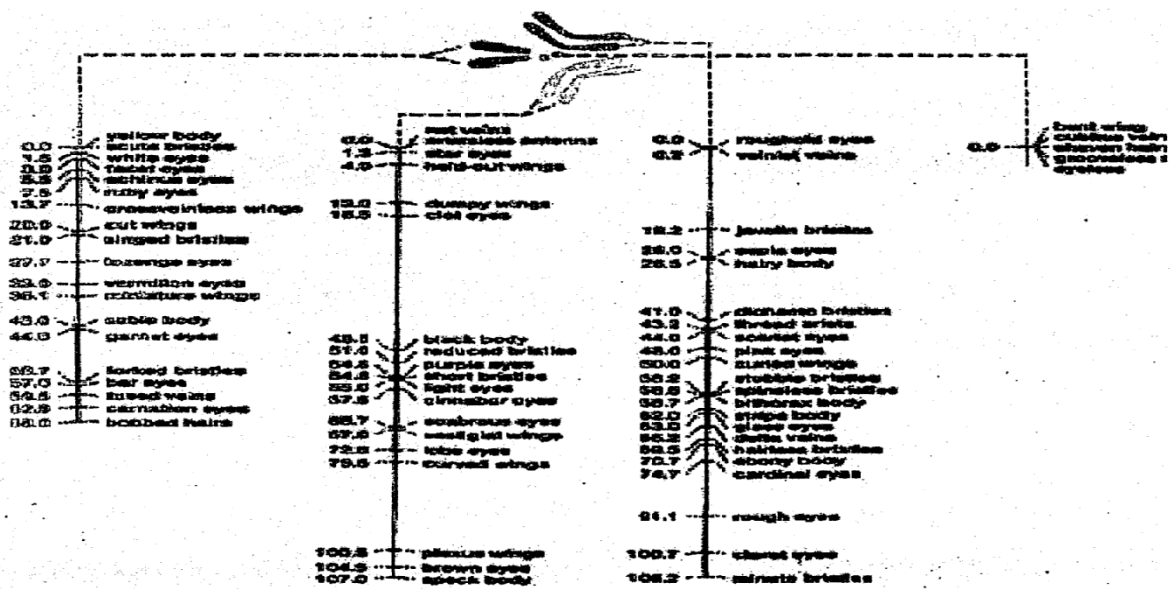 yellow body
0.0 scute bristles
1.5 white eyes
facet eyes
5.5 echinus eyes
7.5 ruby eyes
13.7 crossveinless wings
20.0 cut wings
21.0 singed bristles
27.7 lozenge eyes
33.0 vermilion eyes
36.1 miniature wings
43.0 sable body
garnet eyes
56.7 forked bristles
57.0 bar eyes
59.5 fused veins
62.5 carnation eyes
66.0 bobbed hairs
net veins
0.0 aristaless antenna
1.3 star eyes
4.0 held-out wings
13.0 dumpy wings
16.5 clot eyes
48.5 black body
51.0 reduced bristles
54.5 purple eyes
54.8 short bristles
55.0 light eyes
57.5 cinnabar eyes
66.7 scabrous eyes
67.0 vestigial wings
72.0 lobe eyes
75.5 curved wings
100.5 plexus wings
104.5 brown eyes
107.0 speck body
0.0 roughoid eyes
0.2 veinlet veins
19.2 javelin bristles
26.0 sepia eyes
26.5 hairy body
41.0 dichaete bristles
43.2 thread arista
44.0 scarlet eyes
48.0 pink eyes
50.0 curled wings
58.2 stubble bristles
58.5 spineless bristles
58.7 bithorax body
62.0 stripe body
63.0 glass eyes
66.2 delta veins
69.5 hairless bristles
70.7 ebony body
74.7 cardinal eyes
91.1 rough eyes
100.7 claret eyes
106.2 minute bristles
bent wing
cubitus vein
0.0 shaven hairs
grooveless
eyeless